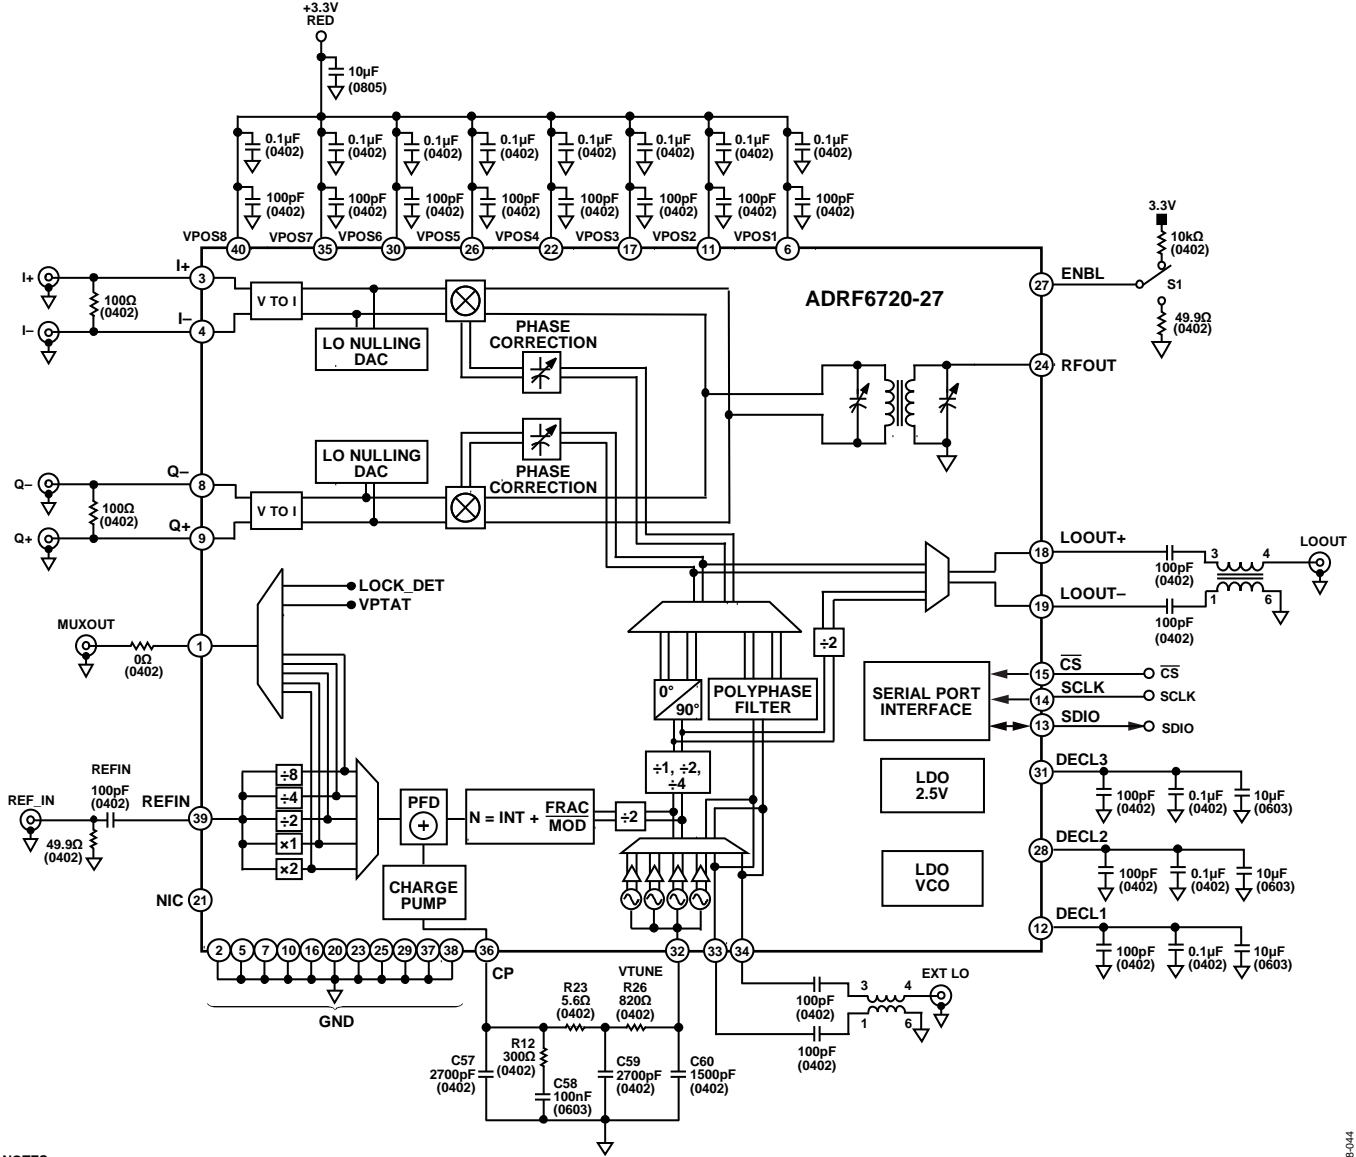 +3.3V
RED
10µF
(0805)
0.1µF
(0402)
0.1µF
(0402)
0.1µF
(0402)
0.1µF
(0402)
0.1µF
(0402)
0.1µF
(0402)
0.1µF
(0402)
0.1µF
(0402)
100pF
(0402)
100pF
(0402)
100pF
(0402)
100pF
(0402)
100pF
(0402)
100pF
(0402)
100pF
(0402)
100pF
(0402)
VPOS8
VPOS7
VPOS6
VPOS5
VPOS4
VPOS3
VPOS2
VPOS1
40
35
30
26
22
17
11
6
3.3V
10kΩ
(0402)
S1
49.9Ω
(0402)
27
ENBL
24
RFOUT
ADRF6720-27
I+
I–
100Ω
(0402)
I+
3
I–
4
V TO I
LO NULLING
DAC
PHASE
CORRECTION
LO NULLING
DAC
PHASE
CORRECTION
Q–
Q+
100Ω
(0402)
Q–
8
Q+
9
V TO I
LOCK_DET
VPTAT
MUXOUT
0Ω
(0402)
1
18
LOOUT+
100pF
(0402)
19
LOOUT–
100pF
(0402)
3
4
1
6
LOOUT
÷2
0°
90°
POLYPHASE
FILTER
SERIAL PORT
INTERFACE
15
CS
CS
14
SCLK
SCLK
13
SDIO
SDIO
÷1, ÷2,
÷4
LDO
2.5V
LDO
VCO
31
DECL3
100pF
(0402)
0.1µF
(0402)
10µF
(0603)
28
DECL2
100pF
(0402)
0.1µF
(0402)
10µF
(0603)
12
DECL1
100pF
(0402)
0.1µF
(0402)
10µF
(0603)
REF_IN
49.9Ω
(0402)
REFIN
100pF
(0402)
REFIN
39
÷8
÷4
÷2
×1
×2
PFD
+
N = INT +
FRAC
MOD
÷2
CHARGE
PUMP
NIC
21
2
5
7
10
16
20
23
25
29
37
38
GND
36
CP
32
VTUNE
33
34
R23
5.6Ω
(0402)
R26
820Ω
(0402)
R12
300Ω
(0402)
C57
2700pF
(0402)
C58
100nF
(0603)
C59
2700pF
(0402)
C60
1500pF
(0402)
100pF
(0402)
100pF
(0402)
3
4
1
6
EXT LO
8-044